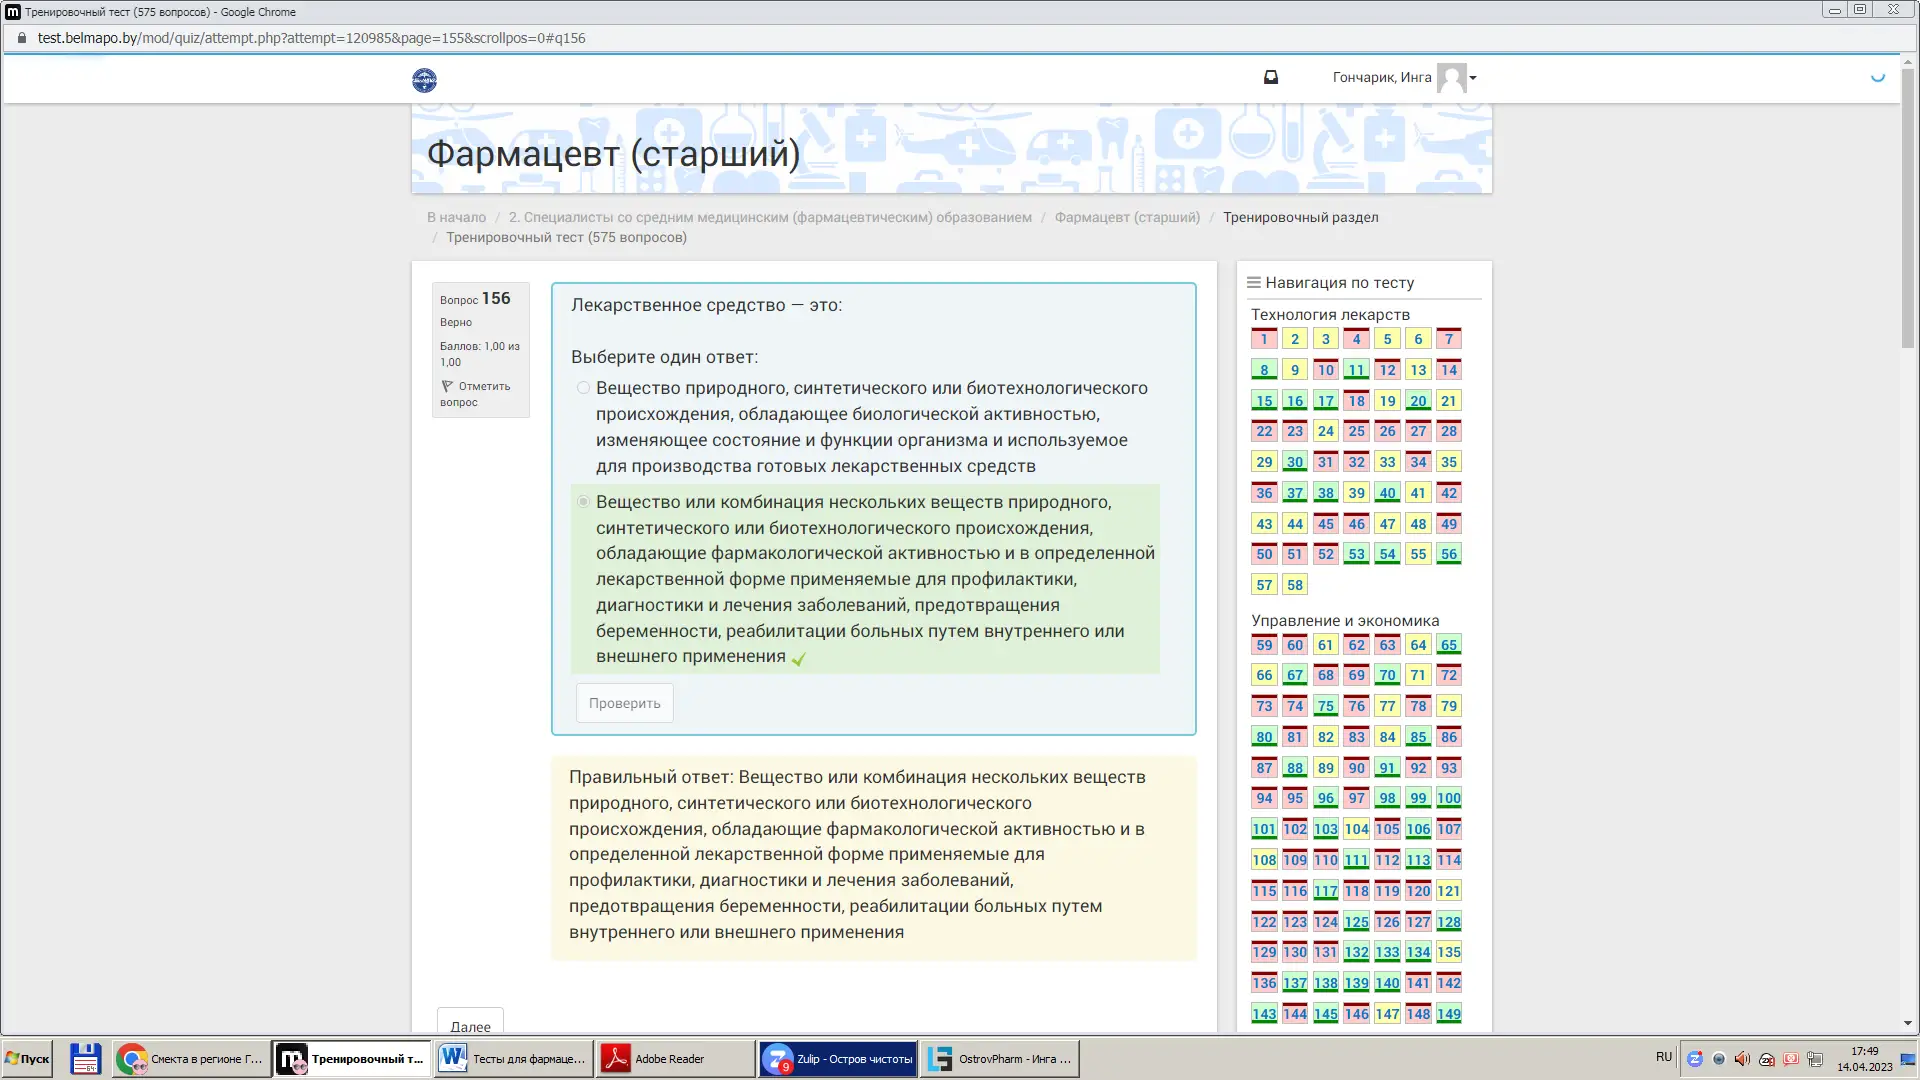 Тренировочный тест (575 вопросов) - Google Chrome
test.belmapo.by/mod/quiz/attempt.php?attempt=120985&page=155&scrollpos=0#q156
Гончарик, Инга
Фармацевт (старший)
В начало / 2. Специалисты со средним медицинским (фармацевтическим) образованием / Фармацевт (старший) / Тренировочный раздел
/ Тренировочный тест (575 вопросов)
Вопрос 156
Верно
Баллов: 1,00 из
1,00
Отметить
вопрос
Лекарственное средство — это:
Выберите один ответ:
Вещество природного, синтетического или биотехнологического
происхождения, обладающее биологической активностью,
изменяющее состояние и функции организма и используемое
для производства готовых лекарственных средств
Вещество или комбинация нескольких веществ природного,
синтетического или биотехнологического происхождения,
обладающие фармакологической активностью и в определенной
лекарственной форме применяемые для профилактики,
диагностики и лечения заболеваний, предотвращения
беременности, реабилитации больных путем внутреннего или
внешнего применения
Проверить
Правильный ответ: Вещество или комбинация нескольких веществ
природного, синтетического или биотехнологического
происхождения, обладающие фармакологической активностью и в
определенной лекарственной форме применяемые для
профилактики, диагностики и лечения заболеваний,
предотвращения беременности, реабилитации больных путем
внутреннего или внешнего применения
Далее
Навигация по тесту
Технология лекарств
1 2 3 4 5 6 7
8 9 10 11 12 13 14
15 16 17 18 19 20 21
22 23 24 25 26 27 28
29 30 31 32 33 34 35
36 37 38 39 40 41 42
43 44 45 46 47 48 49
50 51 52 53 54 55 56
57 58
Управление и экономика
59 60 61 62 63 64 65
66 67 68 69 70 71 72
73 74 75 76 77 78 79
80 81 82 83 84 85 86
87 88 89 90 91 92 93
94 95 96 97 98 99 100
101 102 103 104 105 106 107
108 109 110 111 112 113 114
115 116 117 118 119 120 121
122 123 124 125 126 127 128
129 130 131 132 133 134 135
136 137 138 139 140 141 142
143 144 145 146 147 148 149
Пуск
Смекта в регионе Г...
Тренировочный т...
Тесты для фармаце...
Adobe Reader
9
Zulip - Остров чистоты
OstrovPharm - Инга ...
RU
17:49
14.04.2023